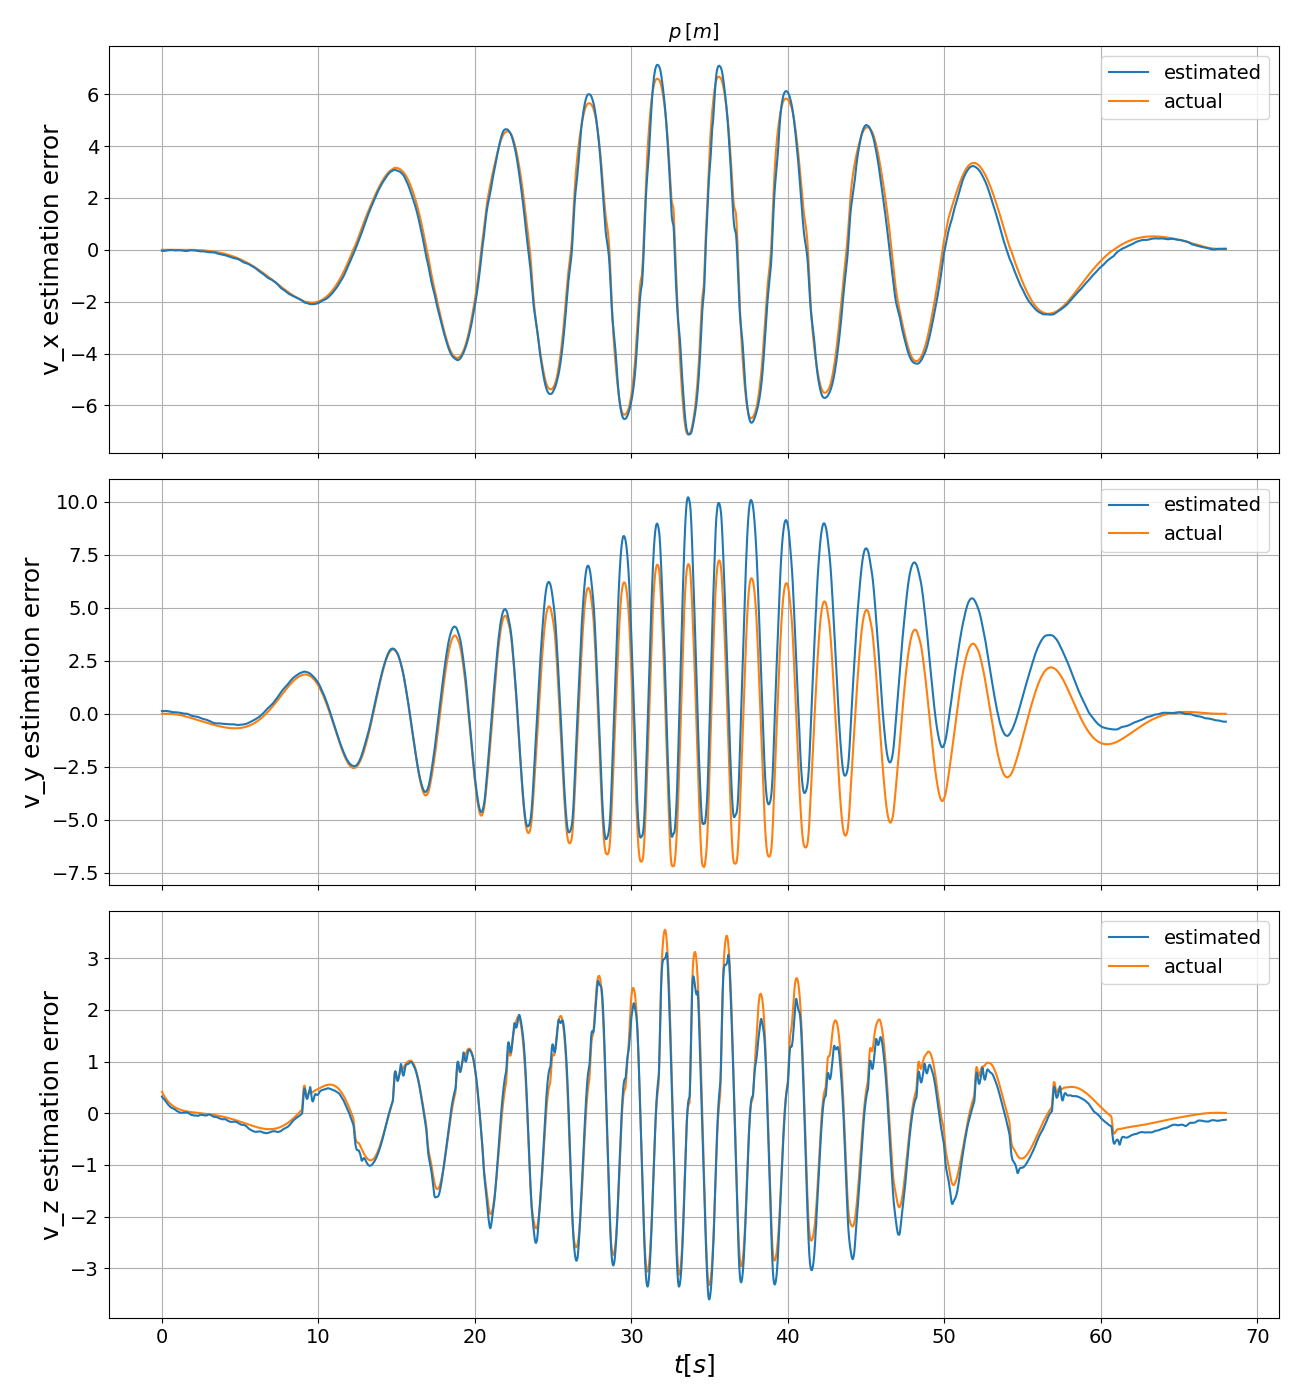 p [m]
estimated
actual
v_x estimation error
6
4
2
0
−2
−4
−6
estimated
actual
v_y estimation error
10.0
7.5
5.0
2.5
0.0
−2.5
−5.0
−7.5
estimated
actual
v_z estimation error
3
2
1
0
−1
−2
−3
0 10 20 30 40 50 60 70
t[s]